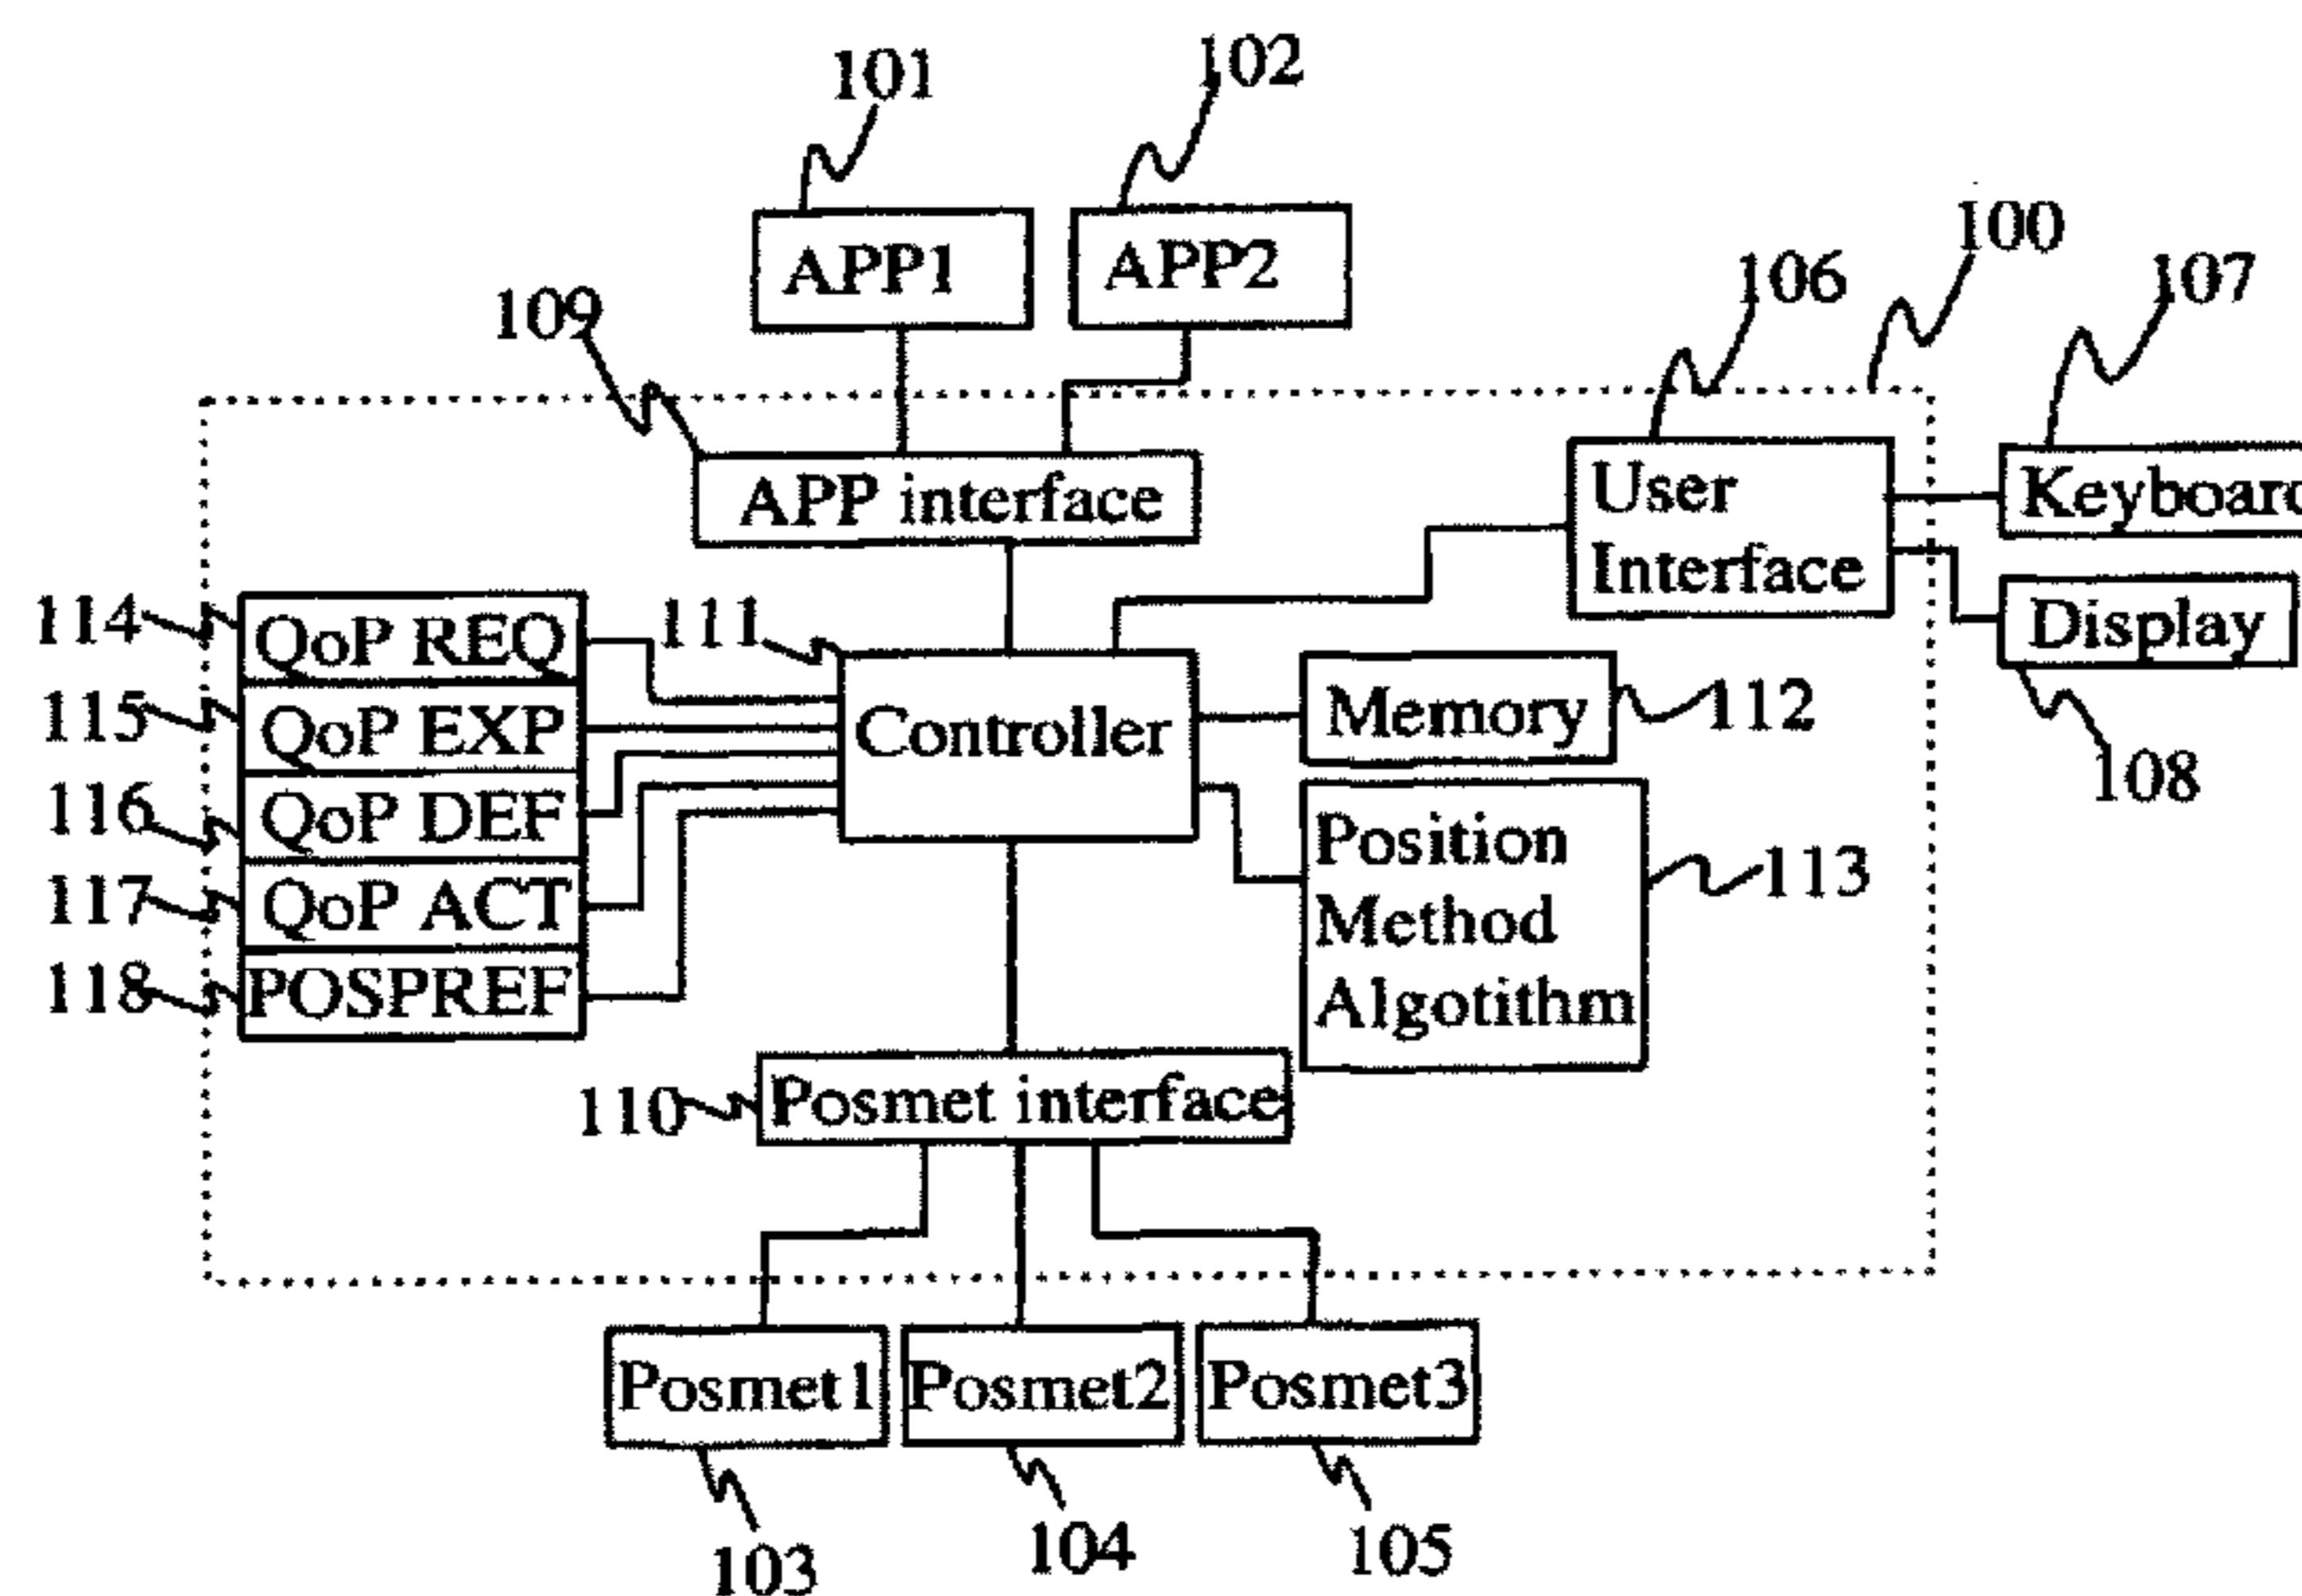 101
102
100
106
107
109
APP1
APP2
APP interface
User
Interface
Keyboard
Display
108
114
QoP REQ
115
QoP EXP
116
QoP DEF
117
QoP ACT
118
POSPREF
111
Controller
Memory
112
Position
Method
Algotithm
113
110
Posmet interface
Posmet1
Posmet2
Posmet3
103
104
105